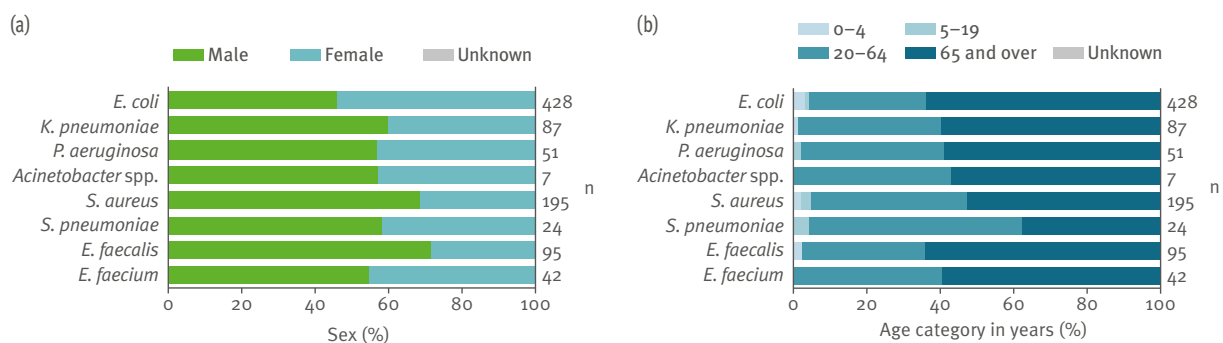 (a)
Male Female Unknown
E. coli 428
K. pneumoniae 87
P. aeruginosa 51
Acinetobacter spp. 7
S. aureus 195
S. pneumoniae 24
E. faecalis 95
E. faecium 42
n
0 20 40 60 80 100
Sex (%)
(b)
0–4 5–19
20–64 65 and over Unknown
E. coli 428
K. pneumoniae 87
P. aeruginosa 51
Acinetobacter spp. 7
S. aureus 195
S. pneumoniae 24
E. faecalis 95
E. faecium 42
n
0 20 40 60 80 100
Age category in years (%)